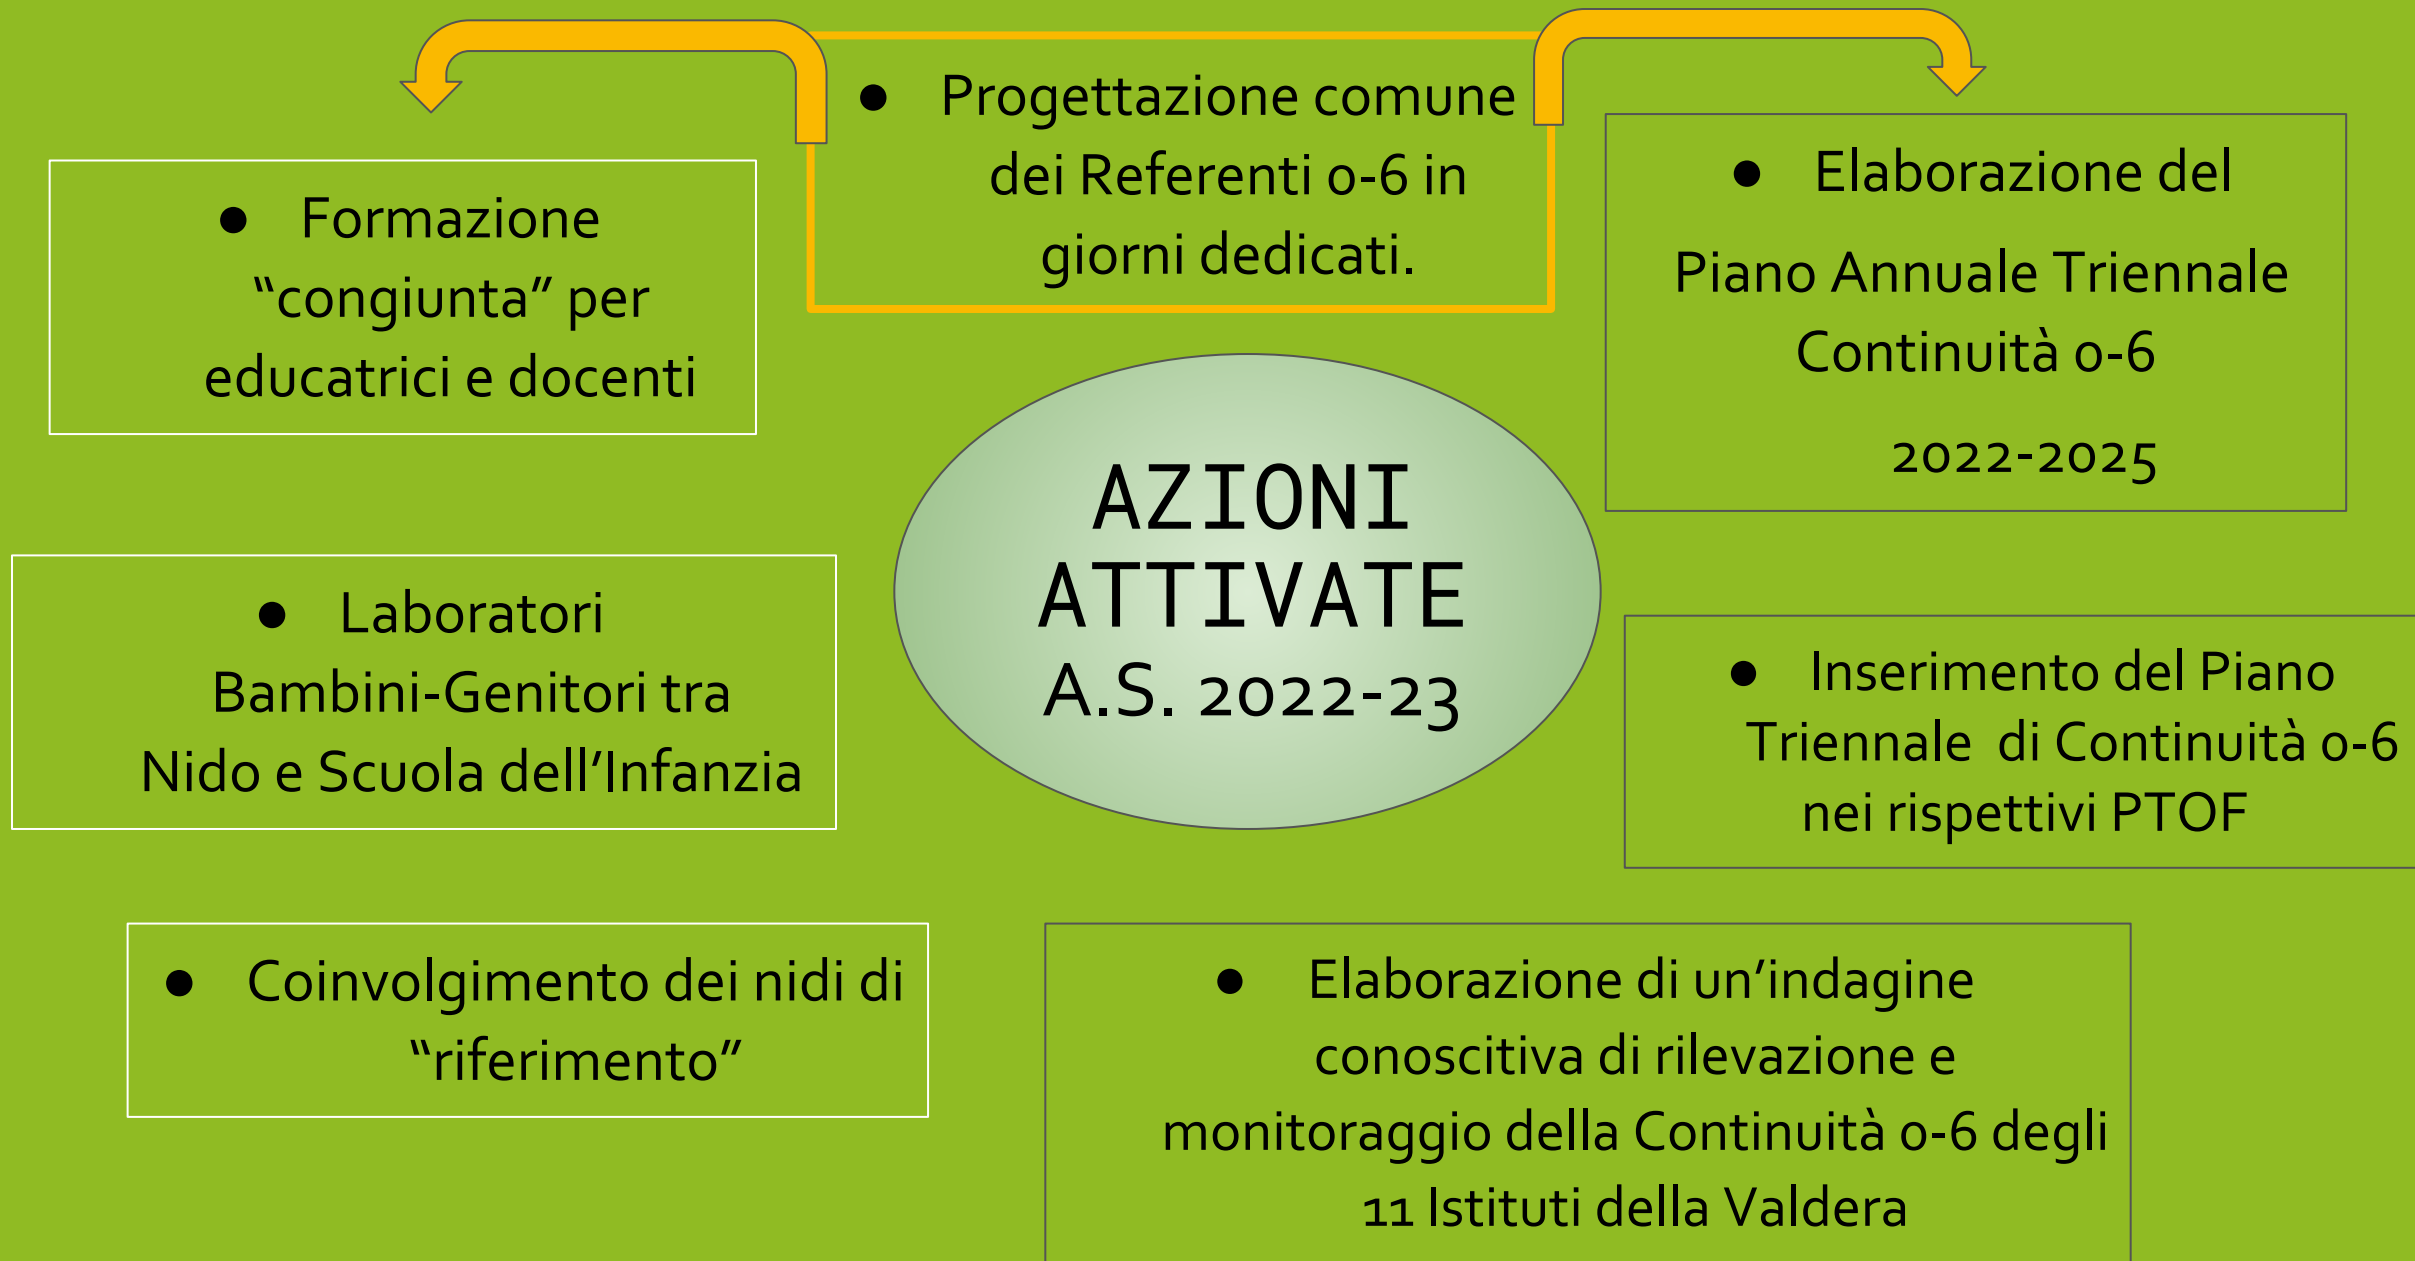 ● Progettazione comune
dei Referenti 0-6 in
giorni dedicati.
● Formazione
“congiunta” per
educatrici e docenti
● Elaborazione del
Piano Annuale Triennale
Continuità 0-6
2022-2025
AZIONI
ATTIVATE
A.S. 2022-23
● Laboratori
Bambini-Genitori tra
Nido e Scuola dell’Infanzia
● Inserimento del Piano
Triennale di Continuità 0-6
nei rispettivi PTOF
● Coinvolgimento dei nidi di
“riferimento”
● Elaborazione di un’indagine
conoscitiva di rilevazione e
monitoraggio della Continuità 0-6 degli
11 Istituti della Valdera